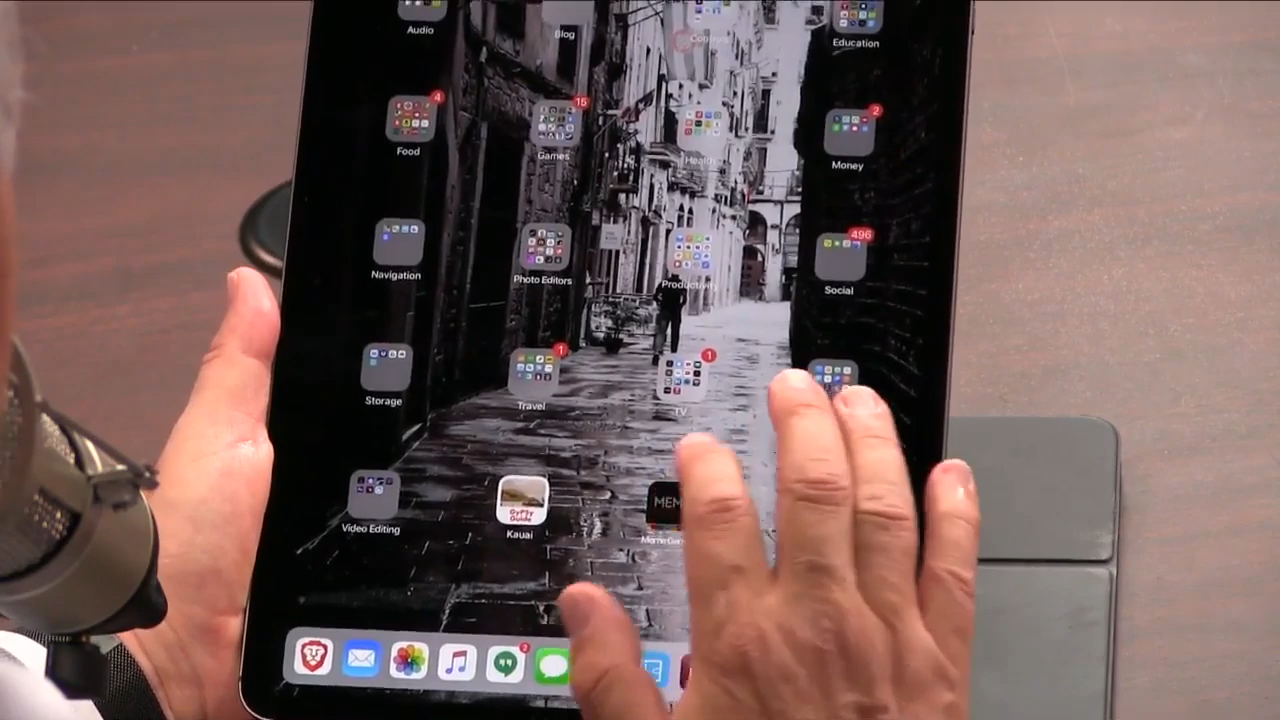 Audio
Blog
Education
4
15
2
Food
Games
Health
Money
496
Navigation
Photo Editors
Productivity
Social
1
1
Storage
Travel
TV
MEM
Video Editing
GyPSy
Guide
Kauai
2